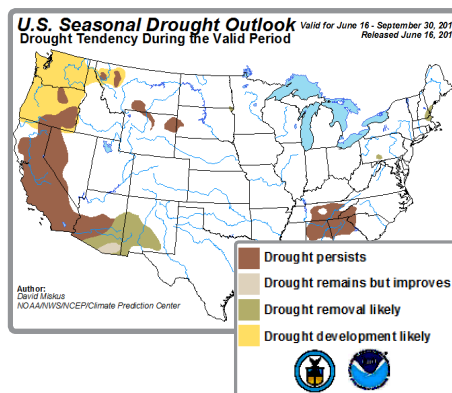 U.S. Seasonal Drought Outlook
Drought Tendency During the Valid Period
Valid for June 16 - September 30, 201
Released June 16, 201
Author:
David Miskus
NOAA/NWS/NCEP/Climate Prediction Center
Drought persists
Drought remains but improves
Drought removal likely
Drought development likely